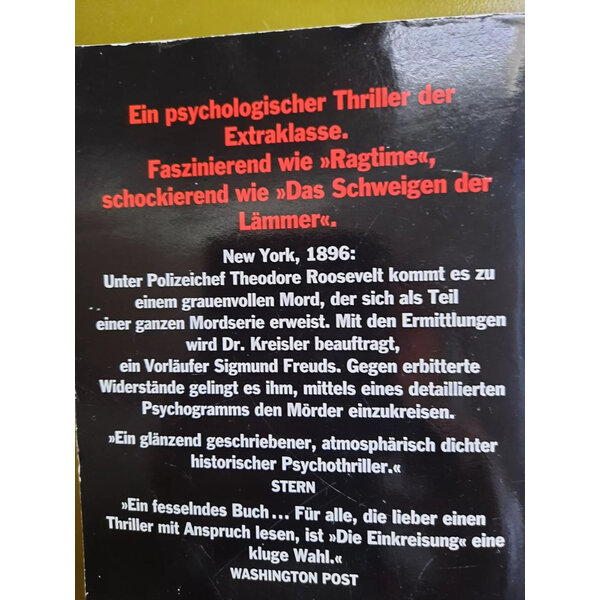 Ein psychologischer Thriller der
Extraklasse.
Faszinierend wie »Ragtime«,
schockierend wie »Das Schweigen der
Lämmer«.
New York, 1896:
Unter Polizeichef Theodore Roosevelt kommt es zu
einem grauenvollen Mord, der sich als Teil
einer ganzen Mordserie erweist. Mit den Ermittlungen
wird Dr. Kreisler beauftragt,
ein Vorläufer Sigmund Freuds. Gegen erbitterte
Widerstände gelingt es ihm, mittels eines detaillierten
Psychogramms den Mörder einzukreisen.
»Ein glänzend geschriebener, atmosphärisch dichter
historischer Psychothriller.«
STERN
»Ein fesselndes Buch ... Für alle, die lieber einen
Thriller mit Anspruch lesen, ist »Die Einkreisung« eine
kluge Wahl.«
WASHINGTON POST